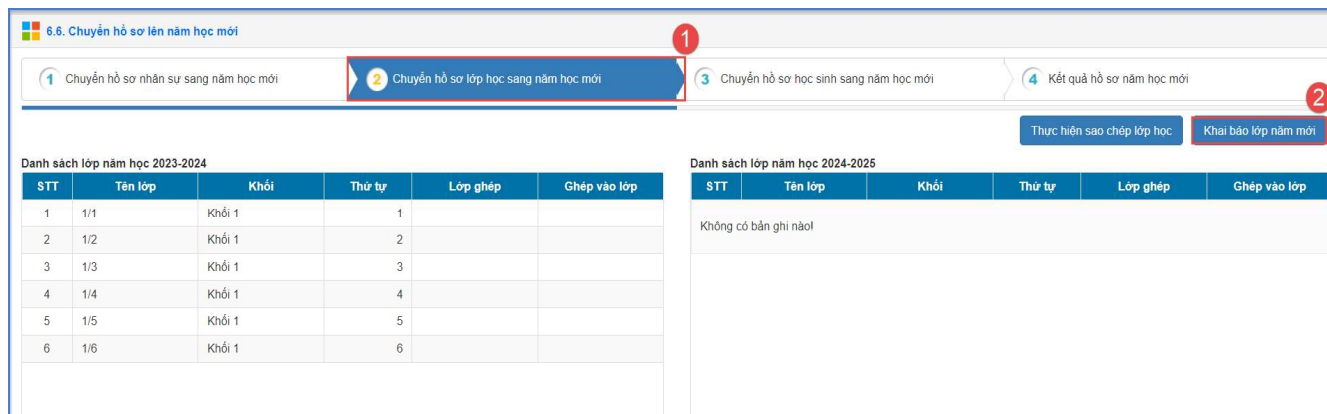 6.6. Chuyển hồ sơ lên năm học mới
1
1 Chuyển hồ sơ nhân sự sang năm học mới
2 Chuyển hồ sơ lớp học sang năm học mới
3 Chuyển hồ sơ học sinh sang năm học mới
4 Kết quả hồ sơ năm học mới
2
Thực hiện sao chép lớp học
Khai báo lớp năm mới
Danh sách lớp năm học 2023-2024
STT Tên lớp Khối Thứ tự Lớp ghép Ghép vào lớp
1 1/1 Khối 1 1
2 1/2 Khối 1 2
3 1/3 Khối 1 3
4 1/4 Khối 1 4
5 1/5 Khối 1 5
6 1/6 Khối 1 6
Danh sách lớp năm học 2024-2025
STT Tên lớp Khối Thứ tự Lớp ghép Ghép vào lớp
Không có bản ghi nào!